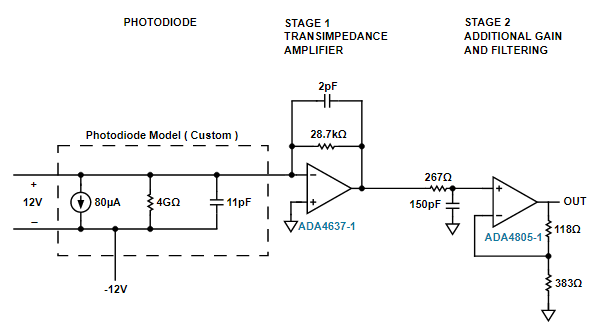 PHOTODIODE
STAGE 1
TRANSIMPEDANCE
AMPLIFIER
STAGE 2
ADDITIONAL GAIN
AND FILTERING
2pF
28.7kΩ
Photodiode Model ( Custom )
+
12V
−
80µA
4GΩ
11pF
-12V
−
+
ADA4637-1
267Ω
150pF
+
−
ADA4805-1
OUT
118Ω
383Ω